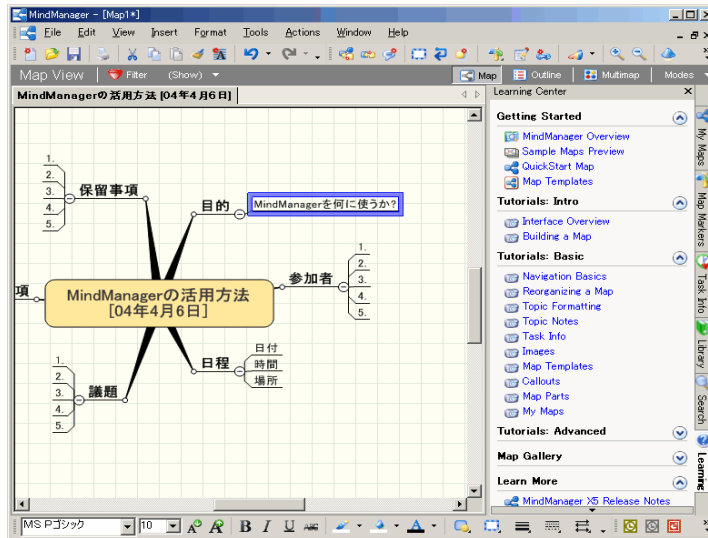 MindManager - [Map1*]
File Edit View Insert Format Tools Actions Window Help
Map View Filter (Show) Map Outline Multimap Modes
MindManagerの活用方法 [04年4月6日]
Learning Center
1.
2.
3.
4.
5.
保留事項
目的
MindManagerを何に使うか?
参加者
1.
2.
3.
4.
5.
項
MindManagerの活用方法
[04年4月6日]
日程
日付
時間
場所
1.
2.
3.
4.
5.
議題
Getting Started
MindManager Overview
Sample Maps Preview
QuickStart Map
Map Templates
Tutorials: Intro
Interface Overview
Building a Map
Tutorials: Basic
Navigation Basics
Reorganizing a Map
Topic Formatting
Topic Notes
Task Info
Images
Map Templates
Callouts
Map Parts
My Maps
Tutorials: Advanced
Map Gallery
Learn More
MindManager X5 Release Notes
My Maps
Map Markers
Task Info
Library
Search
Learning
MS Pゴシック 10 A A B I U ABC A